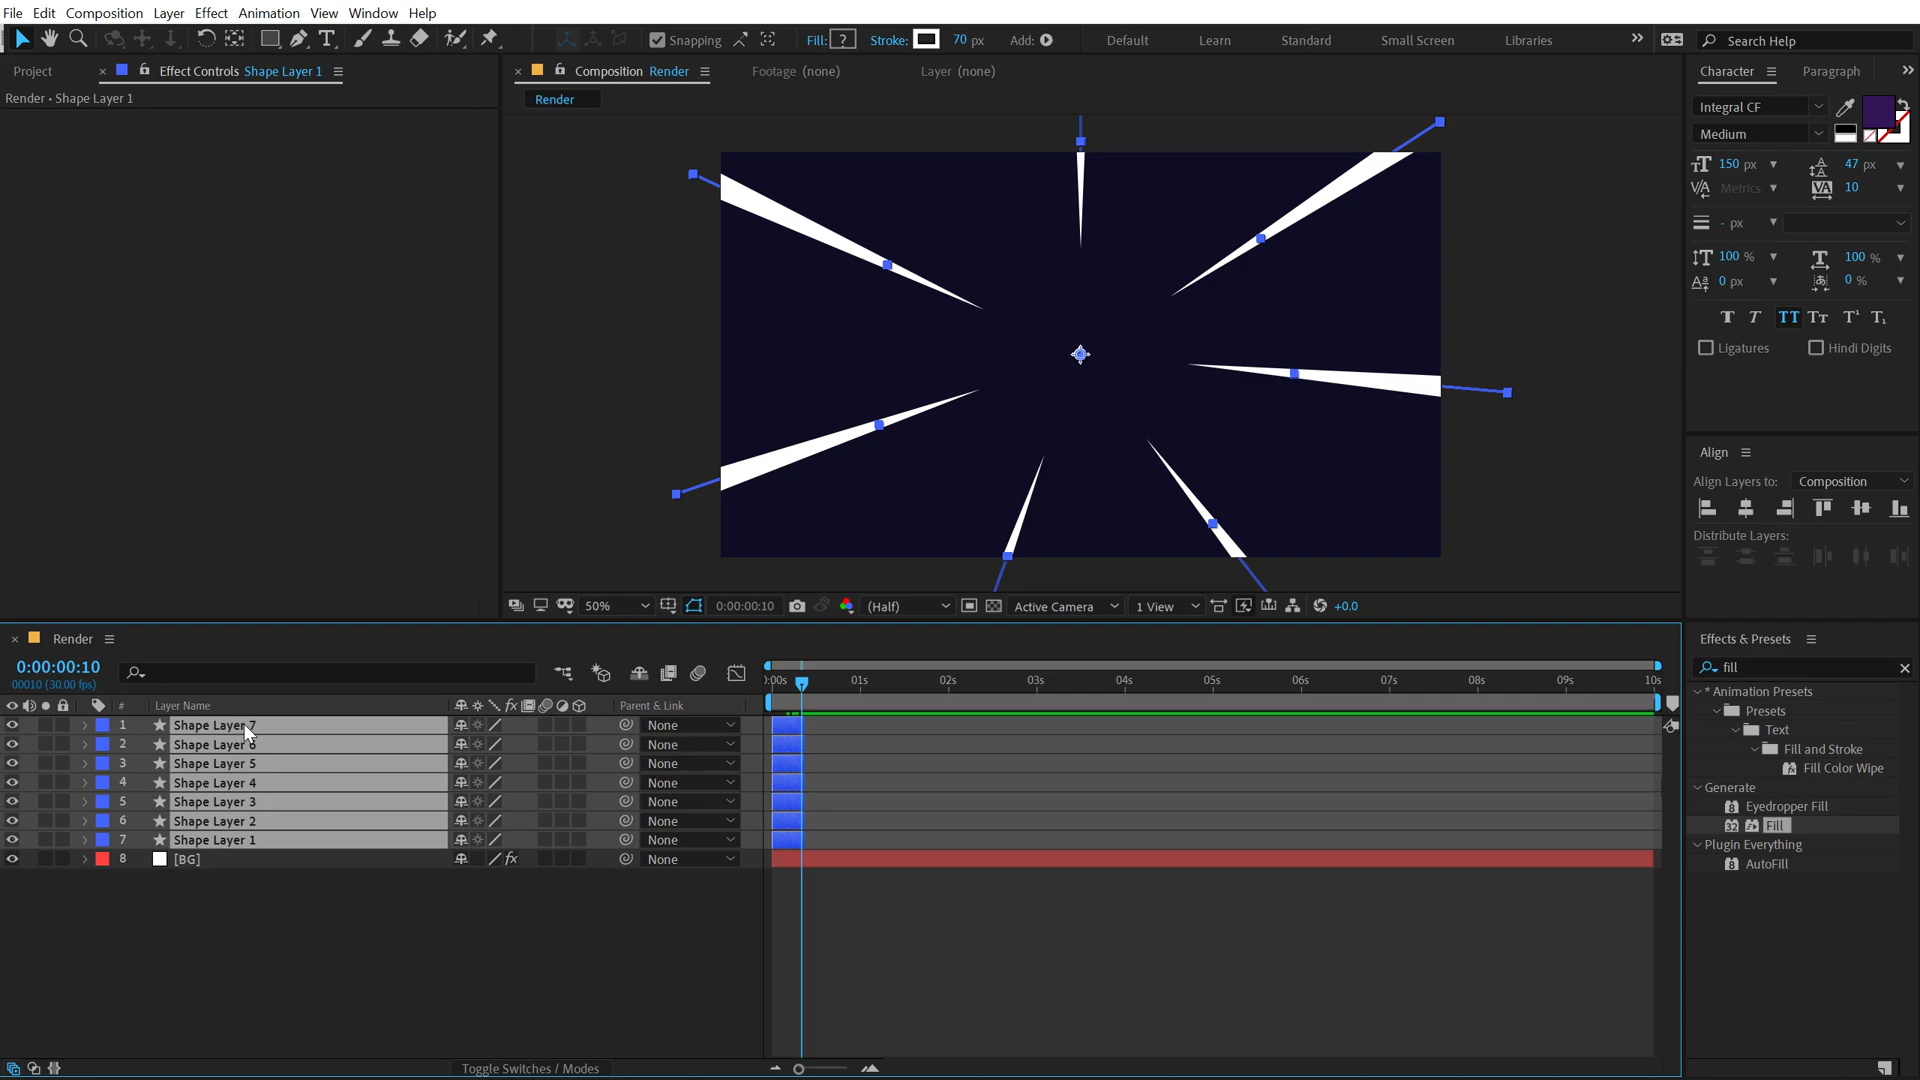 File Edit Composition Layer Effect Animation View Window Help
Snapping Fill: ? Stroke: 70 px Add: Default Learn Standard Small Screen Libraries Search Help
Project Effect Controls Shape Layer 1 Composition Render Footage (none) Layer (none) Character Paragraph
Render • Shape Layer 1 Render
Integral CF
Medium
150 px 47 px
Metrics 10
- px
100 % 100 %
0 px 0 %
Ligatures Hindi Digits
Align
Align Layers to: Composition
Distribute Layers:
50% 0:00:00:10 (Half) Active Camera 1 View +0.0
Render Effects & Presets
0:00:00:10 fill
00010 (30.00 fps)
0:00s 01s 02s 03s 04s 05s 06s 07s 08s 09s 10s
# Layer Name Parent & Link
1 Shape Layer 7 None
2 Shape Layer 6 None
3 Shape Layer 5 None
4 Shape Layer 4 None
5 Shape Layer 3 None
6 Shape Layer 2 None
7 Shape Layer 1 None
8 [BG] None
* Animation Presets
Presets
Text
Fill and Stroke
Fill Color Wipe
Generate
Eyedropper Fill
Fill
Plugin Everything
AutoFill
Toggle Switches / Modes